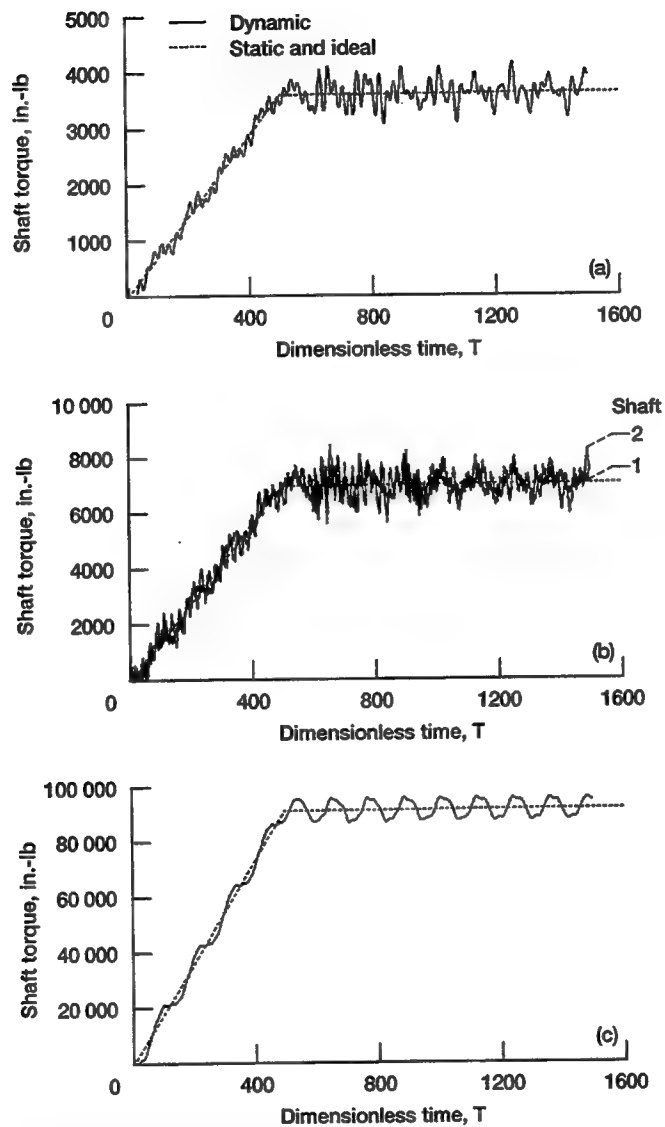 5000
4000
3000
2000
1000
0
Shaft torque, in.-lb
Dynamic
Static and ideal
(a)
400
800
1200
1600
Dimensionless time, T
10 000
8000
6000
4000
2000
0
Shaft torque, in.-lb
Shaft
2
1
(b)
400
800
1200
1600
Dimensionless time, T
100 000
80 000
60 000
40 000
20 000
0
Shaft torque, in.-lb
(c)
400
800
1200
1600
Dimensionless time, T